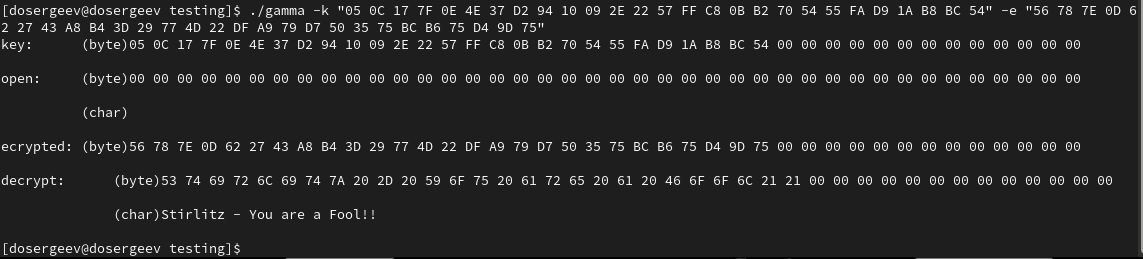 [dosergeev@dosergeev testing]$ ./gamma -k "05 0C 17 7F 0E 4E 37 D2 94 10 09 2E 22 57 FF C8 0B B2 70 54 55 FA D9 1A B8 BC 54" -e "56 78 7E 0D 6
2 27 43 A8 B4 3D 29 77 4D 22 DF A9 79 D7 50 35 75 BC B6 75 D4 9D 75"
key: (byte)05 0C 17 7F 0E 4E 37 D2 94 10 09 2E 22 57 FF C8 0B B2 70 54 55 FA D9 1A B8 BC 54 00 00 00 00 00 00 00 00 00 00 00 00 00
open: (byte)00 00 00 00 00 00 00 00 00 00 00 00 00 00 00 00 00 00 00 00 00 00 00 00 00 00 00 00 00 00 00 00 00 00 00 00 00 00 00 00
(char)
ecrypted: (byte)56 78 7E 0D 62 27 43 A8 B4 3D 29 77 4D 22 DF A9 79 D7 50 35 75 BC B6 75 D4 9D 75 00 00 00 00 00 00 00 00 00 00 00 00 00
decrypt: (byte)53 74 69 72 6C 69 74 7A 20 2D 20 59 6F 75 20 61 72 65 20 61 20 46 6F 6F 6C 21 21 00 00 00 00 00 00 00 00 00 00 00 00 00
(char)Stirlitz - You are a Fool!!
[dosergeev@dosergeev testing]$